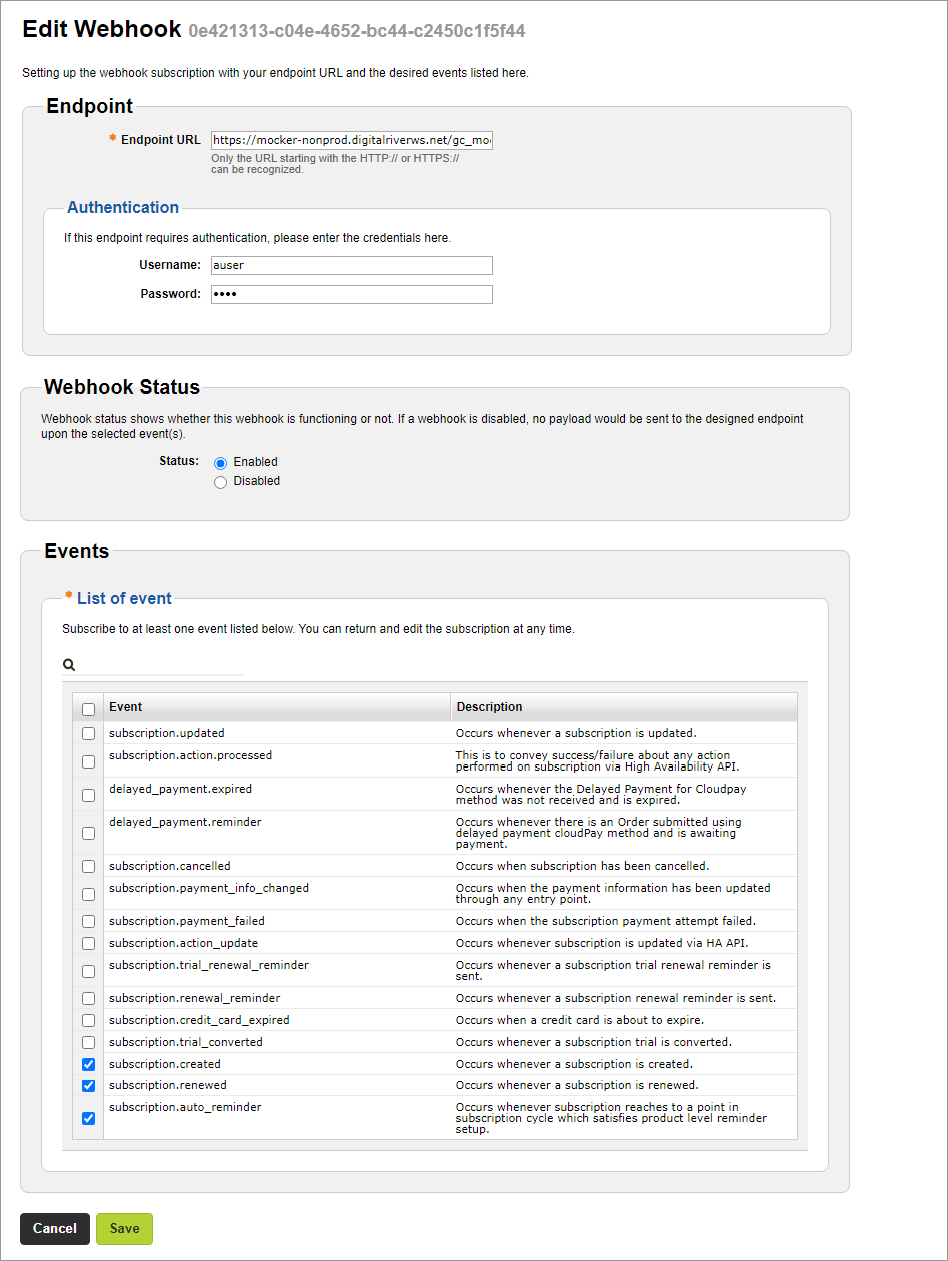 Edit Webhook 0e421313-c04e-4652-bc44-c2450c1f5f44
Setting up the webhook subscription with your endpoint URL and the desired events listed here.
Endpoint
* Endpoint URL https://mocker-nonprod.digitalriverws.net/gc_moc
Only the URL starting with the HTTP:// or HTTPS://
can be recognized.
Authentication
If this endpoint requires authentication, please enter the credentials here.
Username: auser
Password: ••••
Webhook Status
Webhook status shows whether this webhook is functioning or not. If a webhook is disabled, no payload would be sent to the designed endpoint
upon the selected event(s).
Status: Enabled
Disabled
Events
* List of event
Subscribe to at least one event listed below. You can return and edit the subscription at any time.
Event Description
subscription.updated Occurs whenever a subscription is updated.
subscription.action.processed This is to convey success/failure about any action
performed on subscription via High Availability API.
delayed_payment.expired Occurs whenever the Delayed Payment for Cloudpay
method was not received and is expired.
delayed_payment.reminder Occurs whenever there is an Order submitted using
delayed payment cloudPay method and is awaiting
payment.
subscription.cancelled Occurs when subscription has been cancelled.
subscription.payment_info_changed Occurs when the payment information has been updated
through any entry point.
subscription.payment_failed Occurs when the subscription payment attempt failed.
subscription.action_update Occurs whenever subscription is updated via HA API.
subscription.trial_renewal_reminder Occurs whenever a subscription trial renewal reminder is
sent.
subscription.renewal_reminder Occurs whenever a subscription renewal reminder is sent.
subscription.credit_card_expired Occurs when a credit card is about to expire.
subscription.trial_converted Occurs whenever a subscription trial is converted.
subscription.created Occurs whenever a subscription is created.
subscription.renewed Occurs whenever a subscription is renewed.
subscription.auto_reminder Occurs whenever subscription reaches to a point in
subscription cycle which satisfies product level reminder
setup.
Cancel Save